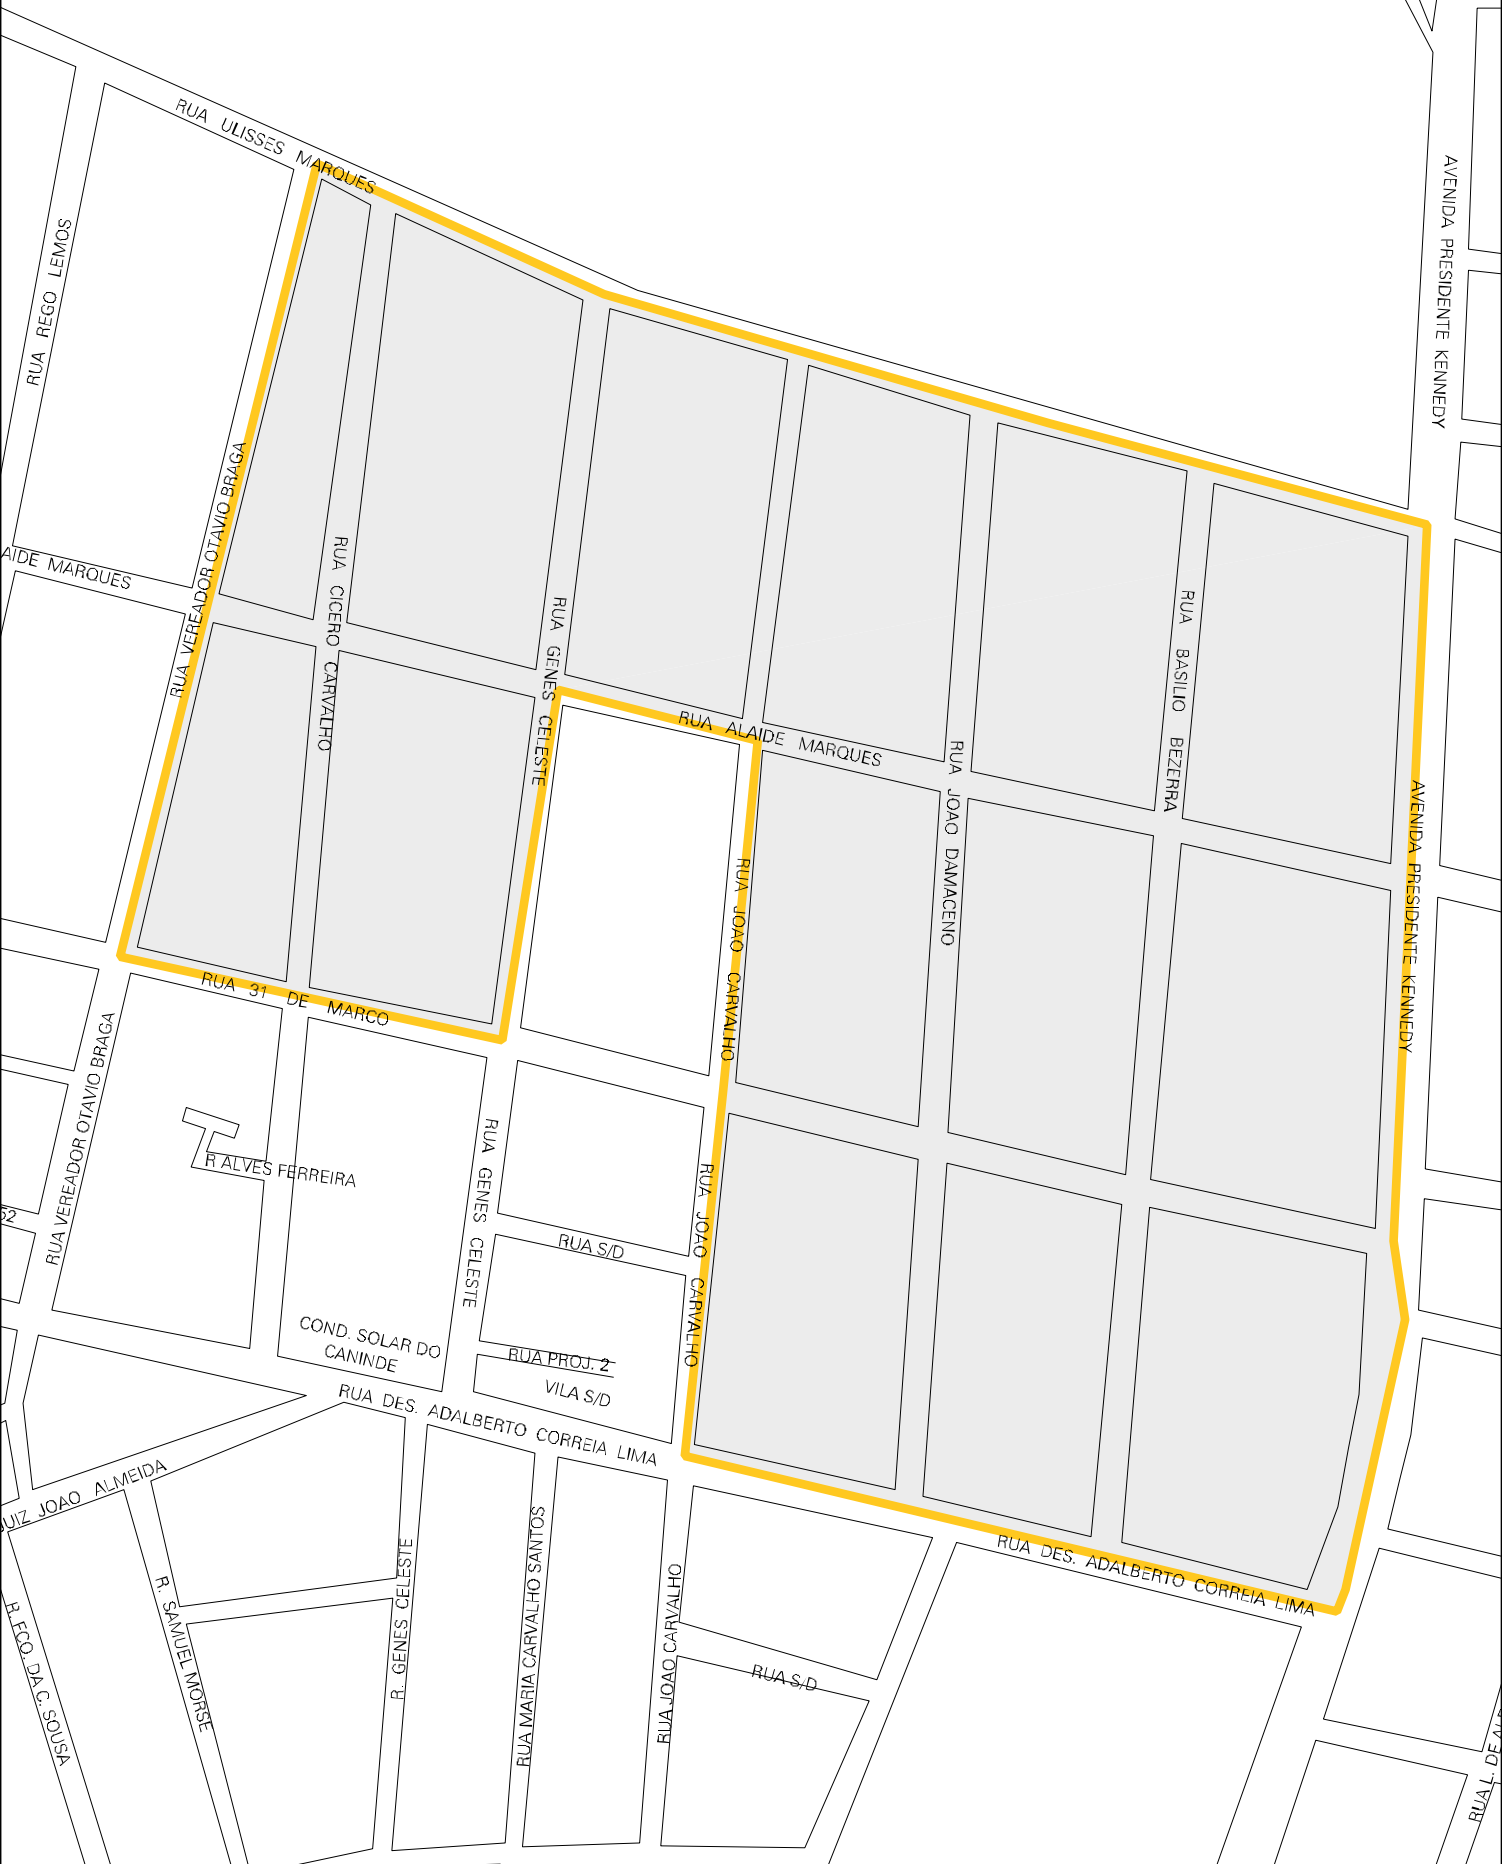 RUA ULISSES MARQUES
AVENIDA PRESIDENTE KENNEDY
RUA REGO LEMOS
RUA VEREADOR OTAVIO BRAGA
AIDE MARQUES
RUA CICERO CARVALHO
RUA GENES CELESTE
RUA BASILIO BEZERRA
RUA ALAIDE MARQUES
RUA JOAO DAMACENO
AVENIDA PRESIDENTE KENNEDY
RUA JOAO CARVALHO
RUA 31 DE MARCO
RUA VEREADOR OTAVIO BRAGA
R ALVES FERREIRA
RUA GENES CELESTE
RUA JOAO CARVALHO
52
RUA S/D
COND. SOLAR DO
CANINDE
RUA PROJ. 2
VILA S/D
RUA DES. ADALBERTO CORREIA LIMA
UIZ JOAO ALMEIDA
RUA DES. ADALBERTO CORREIA LIMA
R. FCO. DA C. SOUSA
R. SAMUEL MORSE
R. GENES CELESTE
RUA MARIA CARVALHO SANTOS
RUA JOAO CARVALHO
RUA S/D
RUA L. DE